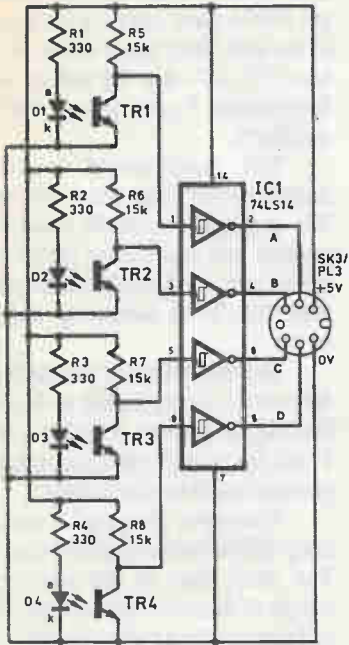 R1
330
R5
15k
a
D1
k
TR1
R2
330
R6
15k
D2
TR2
R3
330
R7
15k
D3
TR3
R4
330
R8
15k
a
D4
k
TR4
14
IC1
74LS14
1
2
A
3
4
B
5
6
C
9
8
D
7
SK3/
PL3
+5V
0V